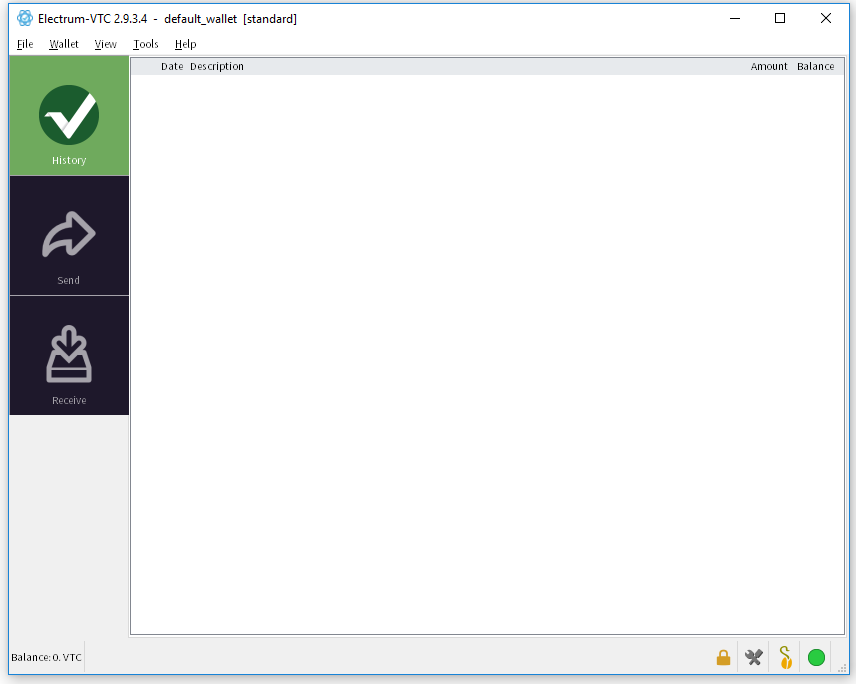 Electrum-VTC 2.9.3.4 - default_wallet [standard]
File Wallet View Tools Help
Date Description Amount Balance
History
Send
Receive
Balance: 0. VTC